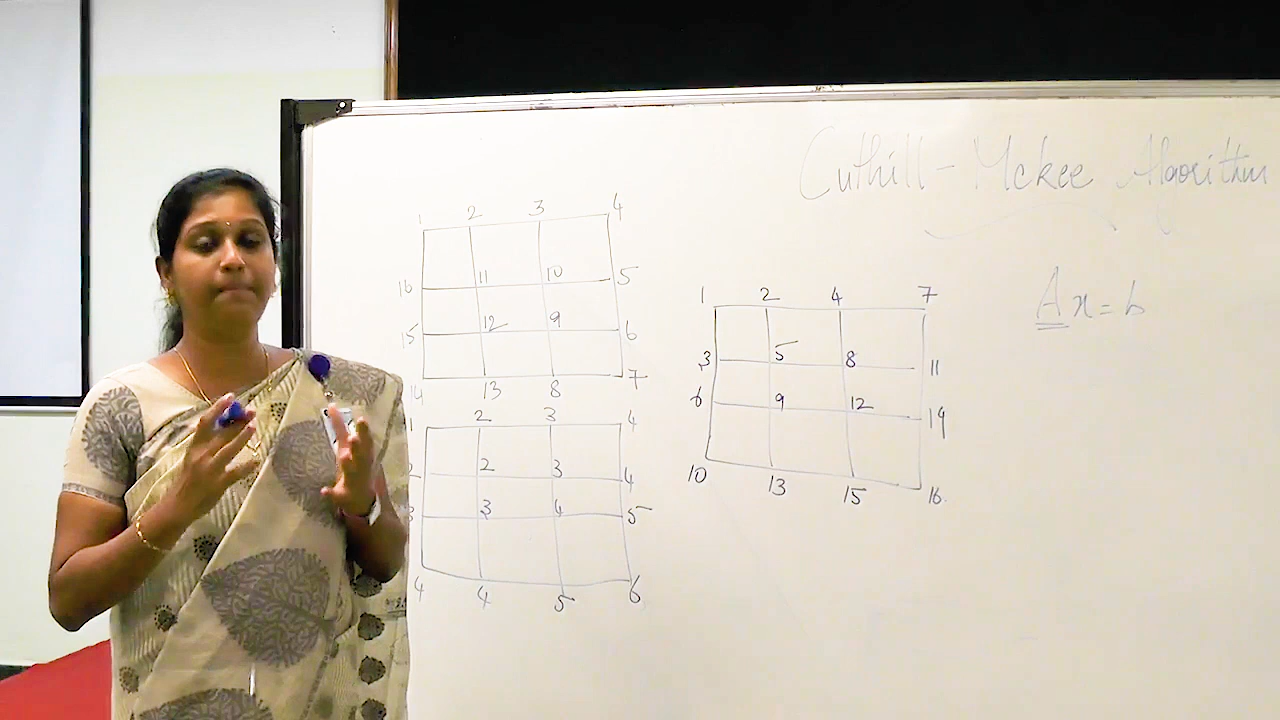 Cuthill - Mckee Algorithm
1 2 3 4
16 11 10 5
15 12 9 6
14 13 8 7
1 2 3 4
2 2 3 4
3 3 4 5
4 4 5 6
1 2 4 7
3 5 8 11
6 9 12 14
10 13 15 16
Ax = b